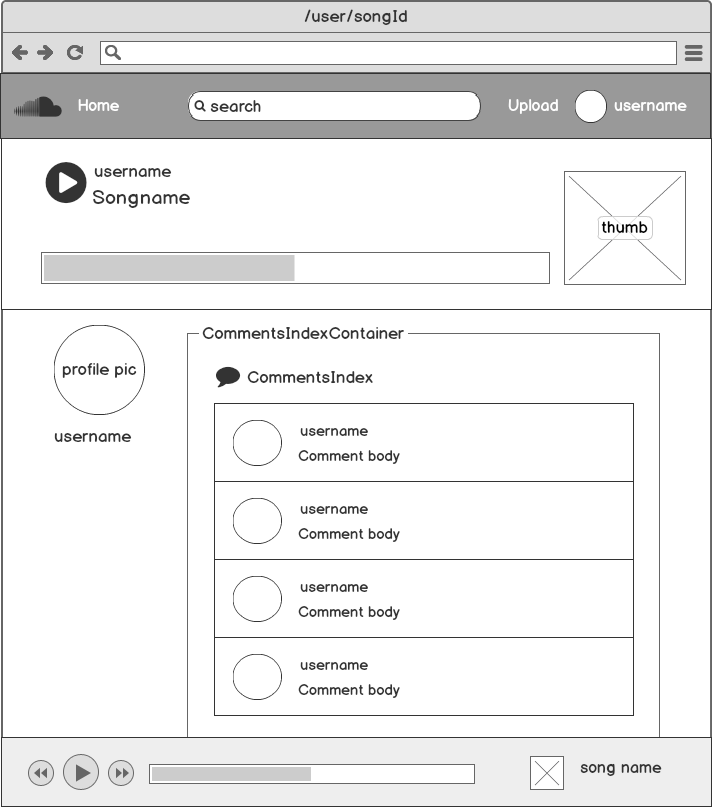 /user/songId
Home
search
Upload
username
username
Songname
thumb
profile pic
username
CommentsIndexContainer
CommentsIndex
username
Comment body
username
Comment body
username
Comment body
username
Comment body
song name